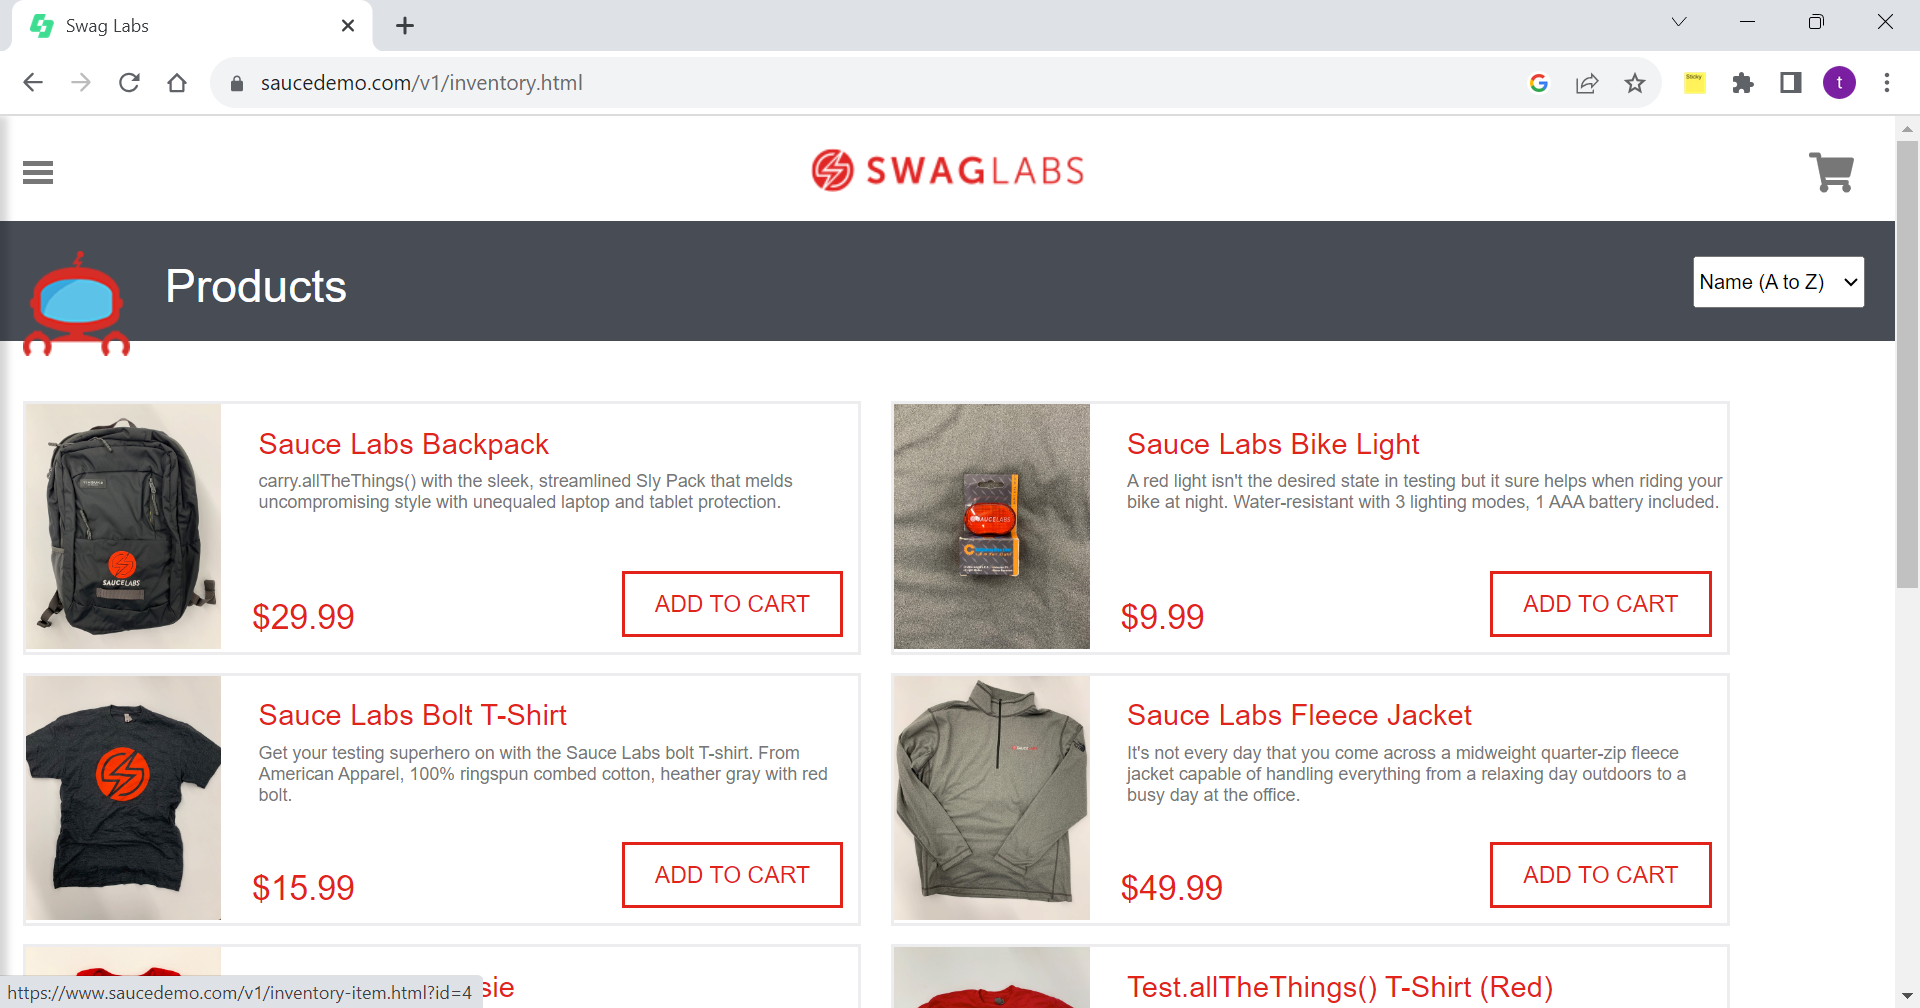 Swag Labs
saucedemo.com/v1/inventory.html
Sticky
t
SWAGLABS
Products
Name (A to Z)
Sauce Labs Backpack
carry.allTheThings() with the sleek, streamlined Sly Pack that melds
uncompromising style with unequaled laptop and tablet protection.
SAUCELABS
$29.99
ADD TO CART
Sauce Labs Bike Light
A red light isn't the desired state in testing but it sure helps when riding your
bike at night. Water-resistant with 3 lighting modes, 1 AAA battery included.
SAUCELABS
$9.99
ADD TO CART
Sauce Labs Bolt T-Shirt
Get your testing superhero on with the Sauce Labs bolt T-shirt. From
American Apparel, 100% ringspun combed cotton, heather gray with red
bolt.
$15.99
ADD TO CART
Sauce Labs Fleece Jacket
It's not every day that you come across a midweight quarter-zip fleece
jacket capable of handling everything from a relaxing day outdoors to a
busy day at the office.
$49.99
ADD TO CART
sie
Test.allTheThings() T-Shirt (Red)
https://www.saucedemo.com/v1/inventory-item.html?id=4